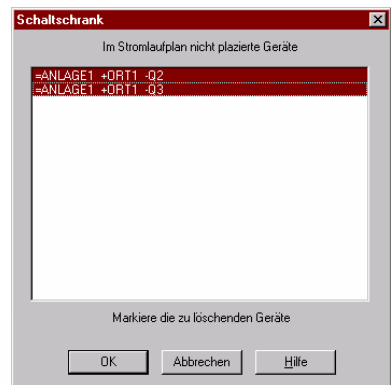 Schaltschrank
Im Stromlaufplan nicht plazierte Geräte
=ANLAGE1 +ORT1 -Q2
=ANLAGE1 +ORT1 -Q3
Markiere die zu löschenden Geräte
OK Abbrechen Hilfe